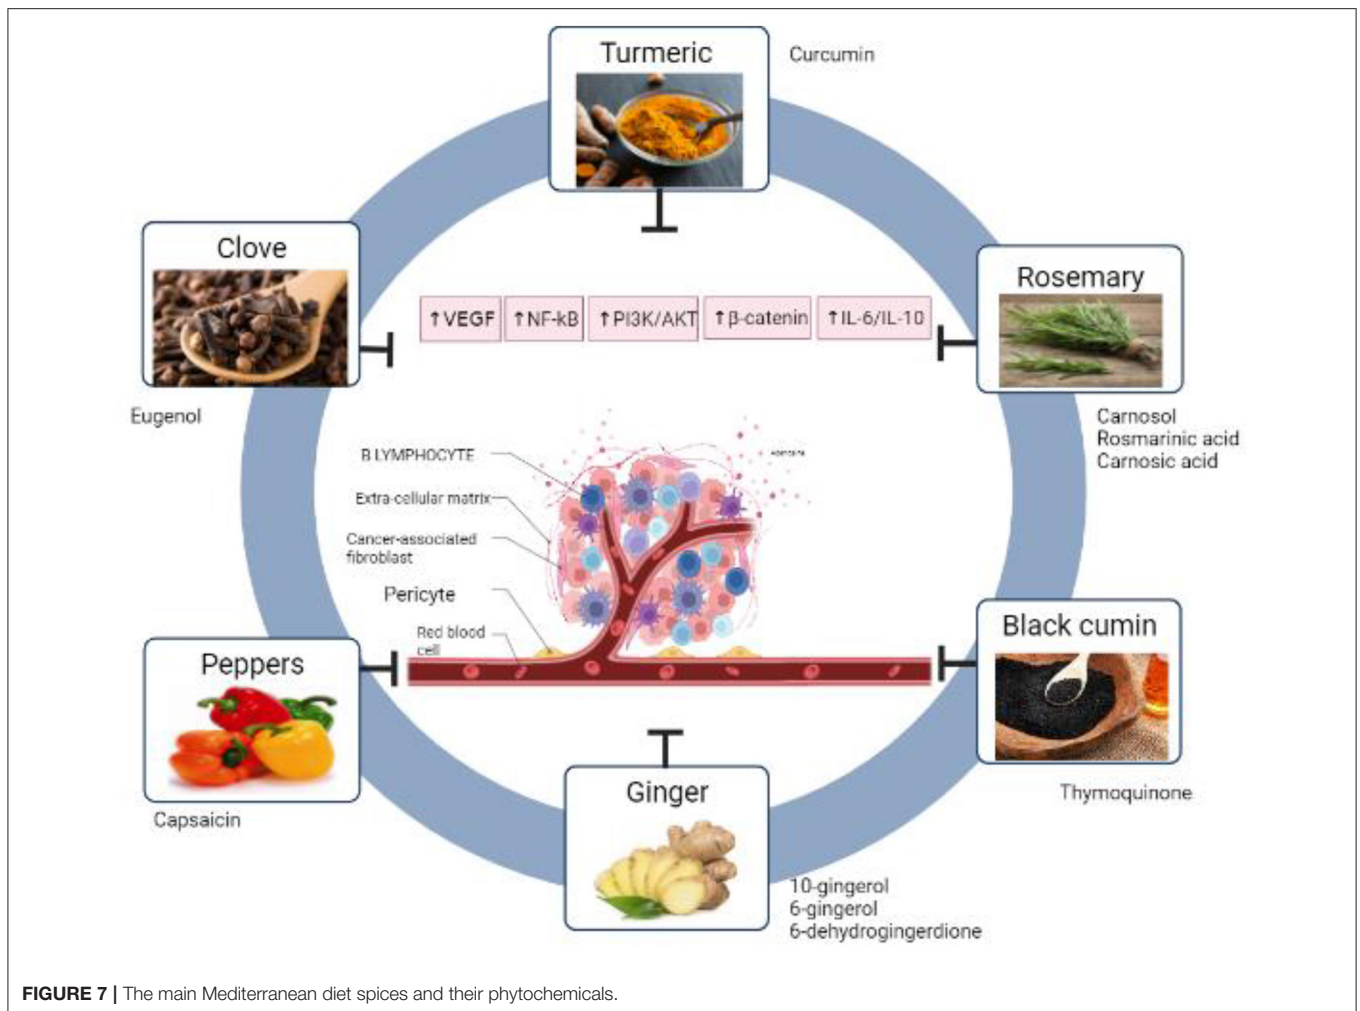 Turmeric
Curcumin
Clove
Eugenol
Rosemary
Carnosol
Rosmarinic acid
Carnosic acid
↑VEGF
↑NF-kB
↑PI3K/AKT
↑β-catenin
↑IL-6/IL-10
B LYMPHOCYTE
Extra-cellular matrix
Cancer-associated
fibroblast
Pericyte
Red blood
cell
Peppers
Capsaicin
Black cumin
Thymoquinone
Ginger
10-gingerol
6-gingerol
6-dehydrogingerdione
FIGURE 7 | The main Mediterranean diet spices and their phytochemicals.